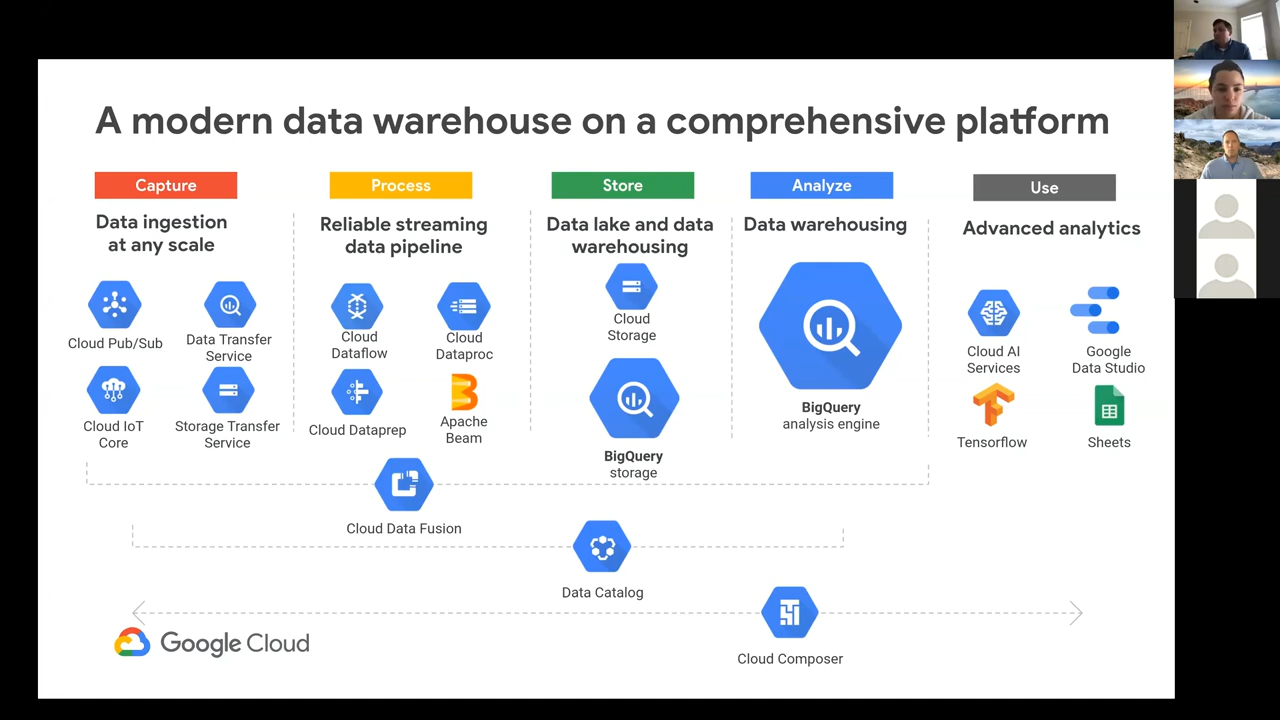 A modern data warehouse on a comprehensive platform
Capture
Data ingestion
at any scale
Cloud Pub/Sub
Data Transfer
Service
Cloud IoT
Core
Storage Transfer
Service
Process
Reliable streaming
data pipeline
Cloud
Dataflow
Cloud
Dataproc
Cloud Dataprep
Apache
Beam
Store
Data lake and data
warehousing
Cloud
Storage
BigQuery
storage
Analyze
Data warehousing
BigQuery
analysis engine
Use
Advanced analytics
Cloud AI
Services
Google
Data Studio
Tensorflow
Sheets
Cloud Data Fusion
Data Catalog
Cloud Composer
Google Cloud